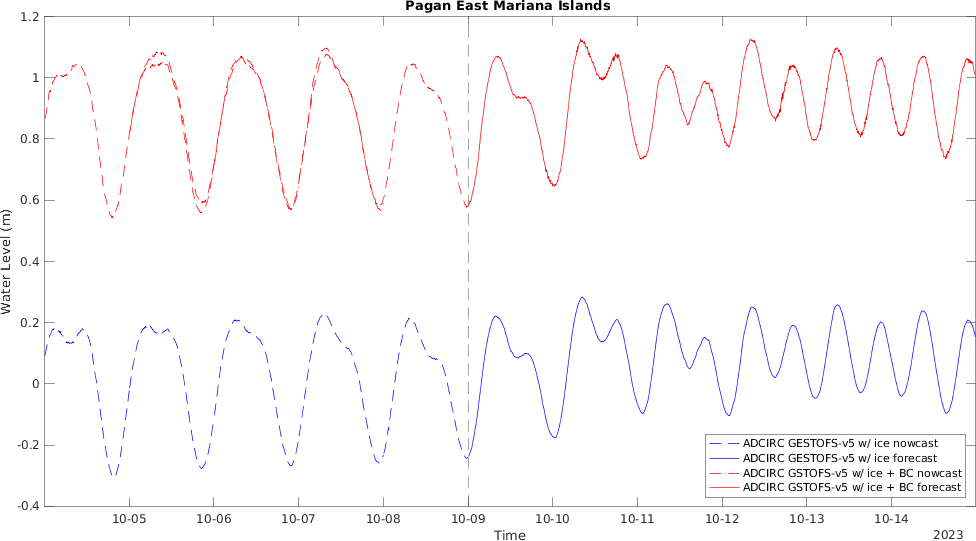 Pagan East Mariana Islands
1.2
1
0.8
0.6
0.4
0.2
0
-0.2
-0.4
Water Level (m)
10-05
10-06
10-07
10-08
10-09
10-10
10-11
10-12
10-13
10-14
Time
2023
ADCIRC GESTOFS-v5 w/ ice nowcast
ADCIRC GESTOFS-v5 w/ ice forecast
ADCIRC GSTOFS-v5 w/ ice + BC nowcast
ADCIRC GSTOFS-v5 w/ ice + BC forecast